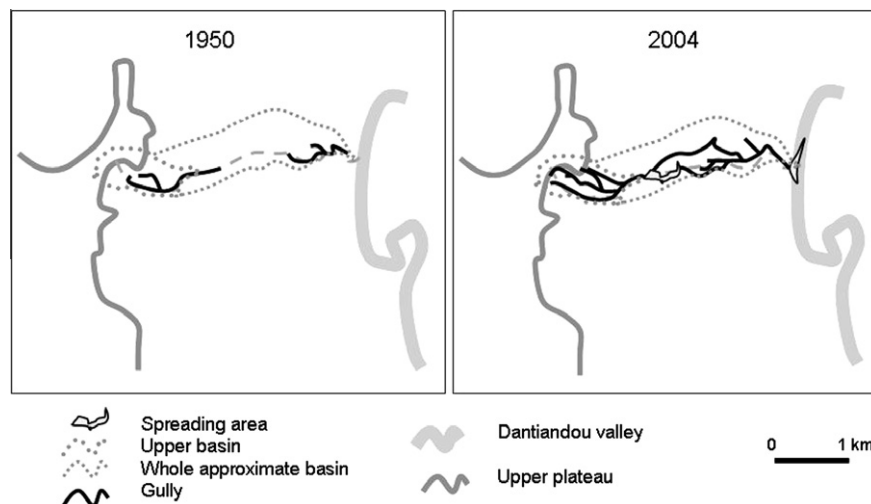 1950
2004
Spreading area
Upper basin
Whole approximate basin
Gully
Dantiandou valley
Upper plateau
0 1 km